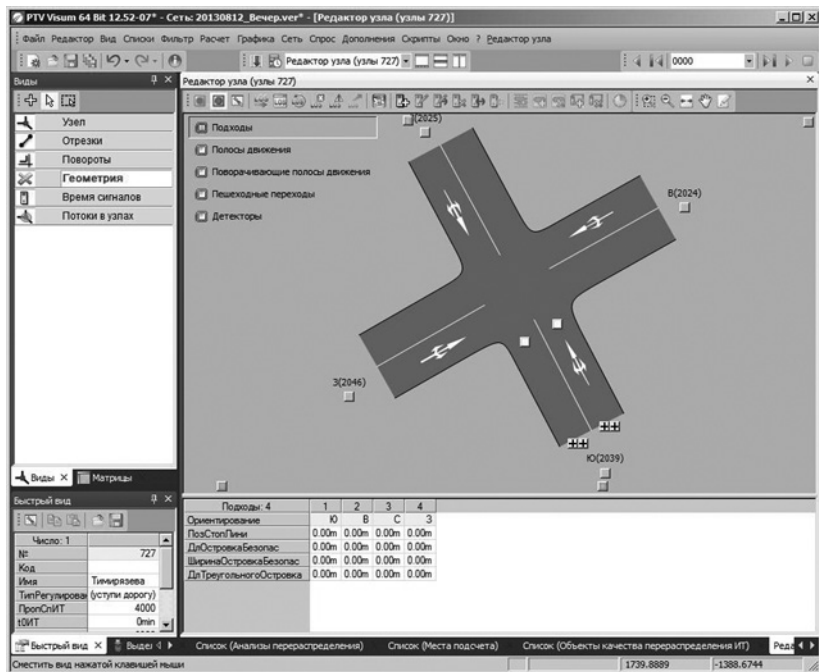 PTV Visum 64 Bit 12.52-07* - Сеть: 20130812_Вечер.ver* - [Редактор узла (узлы 727)]
Файл Редактор Вид Списки Фильтр Расчет Графика Сеть Спрос Дополнения Скрипты Окно ? Редактор узла
Редактор узла (узлы 727)
0000
Виды
Редактор узла (узлы 727)
Узел
Отрезки
Повороты
Геометрия
Время сигналов
Потоки в узлах
Подходы
Полосы движения
Поворачивающие полосы движения
Пешеходные переходы
Детекторы
(2025)
В(2024)
З(2046)
Ю(2039)
Виды Матрицы
Быстрый вид
Число: 1
№ 727
Код
Имя Тимирязева
ТипРегулирова (уступи дорогу)
ПропСпИТ 4000
t0ИТ 0min
Подходы: 4 1 2 3 4
Ориентирование Ю В С З
ПозСтопЛини 0.00m 0.00m 0.00m 0.00m
ДлОстровкаБезопас 0.00m 0.00m 0.00m 0.00m
ШиринаОстровкаБезопас 0.00m 0.00m 0.00m 0.00m
ДлТреугольногоОстровка 0.00m 0.00m 0.00m 0.00m
Быстрый вид Выдел Список (Анализы перераспределения) Список (Места подсчета) Список (Объекты качества перераспределения ИТ) Реда
Сместить вид нажатой клавишей мыши 1739.8889 -1388.6744